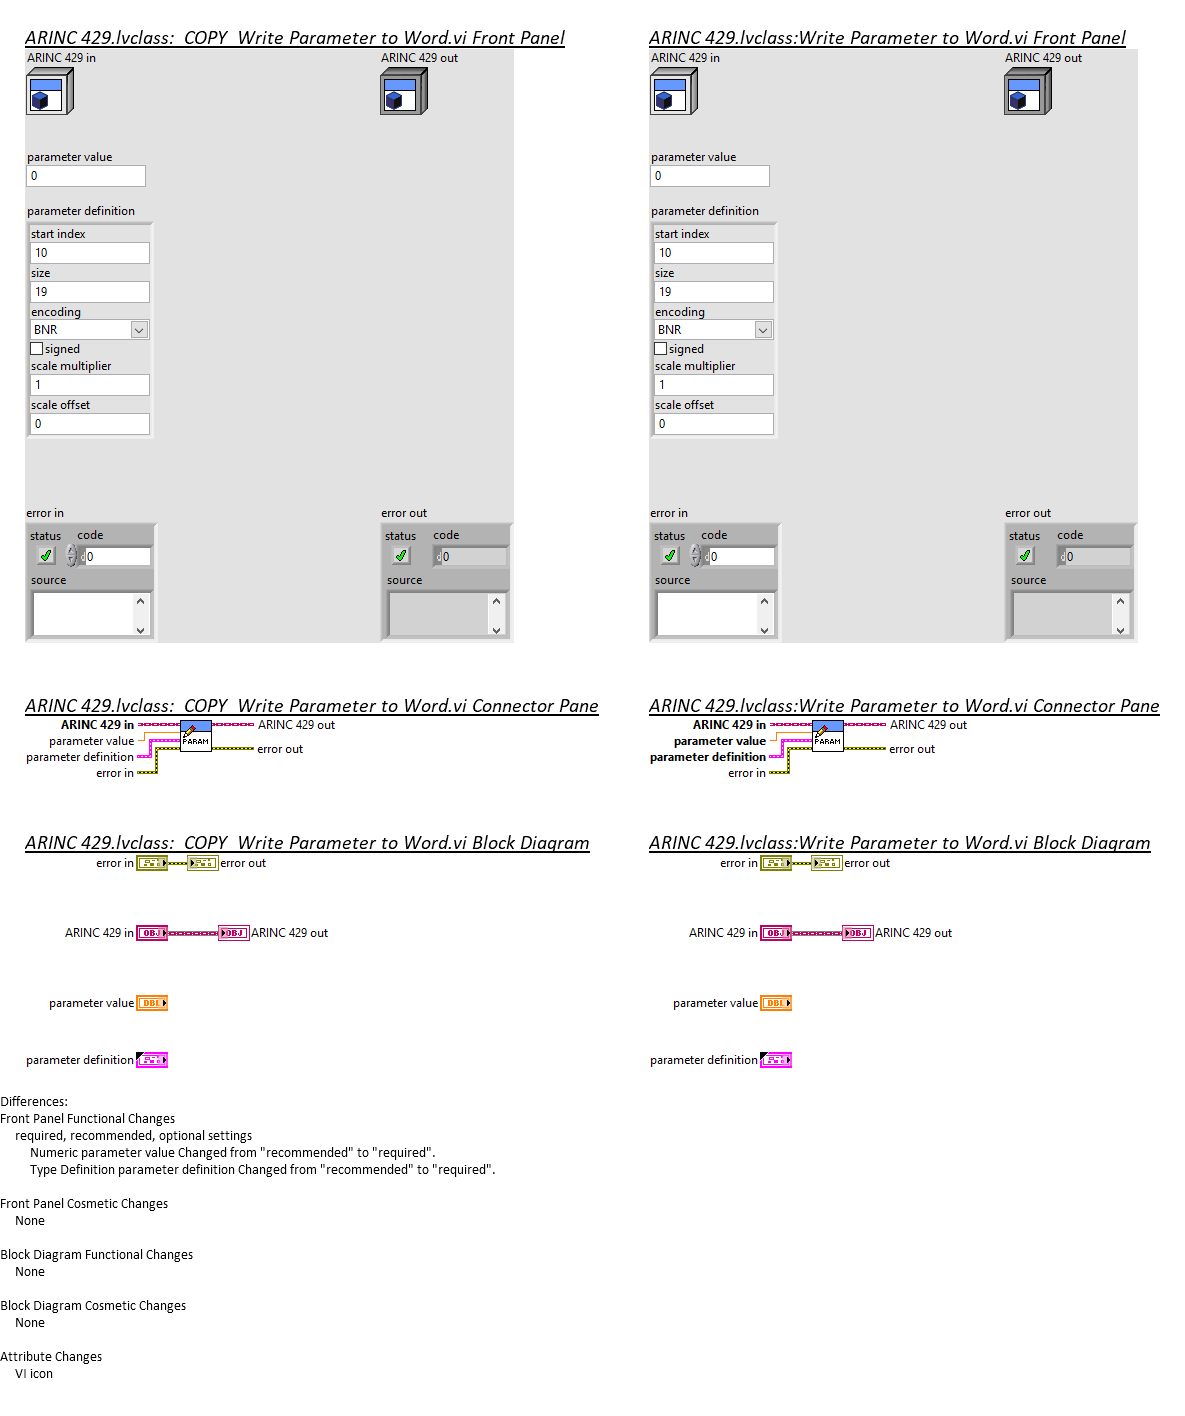 ARINC 429.lvclass:  COPY  Write Parameter to Word.vi Front Panel
ARINC 429 in
ARINC 429 out
parameter value
0
parameter definition
start index
10
size
19
encoding
BNR
signed
scale multiplier
1
scale offset
0
error in
error out
status code
d 0
source
status code
d 0
source
ARINC 429.lvclass:Write Parameter to Word.vi Front Panel
ARINC 429 in
ARINC 429 out
parameter value
0
parameter definition
start index
10
size
19
encoding
BNR
signed
scale multiplier
1
scale offset
0
error in
error out
status code
d 0
source
status code
d 0
source
ARINC 429.lvclass:  COPY  Write Parameter to Word.vi Connector Pane
ARINC 429 in
parameter value
parameter definition
error in
PARAM
ARINC 429 out
error out
ARINC 429.lvclass:Write Parameter to Word.vi Connector Pane
ARINC 429 in
parameter value
parameter definition
error in
PARAM
ARINC 429 out
error out
ARINC 429.lvclass:  COPY  Write Parameter to Word.vi Block Diagram
error in error out
ARINC 429 in OBJ OBJ ARINC 429 out
parameter value DBL
parameter definition
ARINC 429.lvclass:Write Parameter to Word.vi Block Diagram
error in error out
ARINC 429 in OBJ OBJ ARINC 429 out
parameter value DBL
parameter definition
Differences:
Front Panel Functional Changes
required, recommended, optional settings
Numeric parameter value Changed from "recommended" to "required".
Type Definition parameter definition Changed from "recommended" to "required".
Front Panel Cosmetic Changes
None
Block Diagram Functional Changes
None
Block Diagram Cosmetic Changes
None
Attribute Changes
VI icon